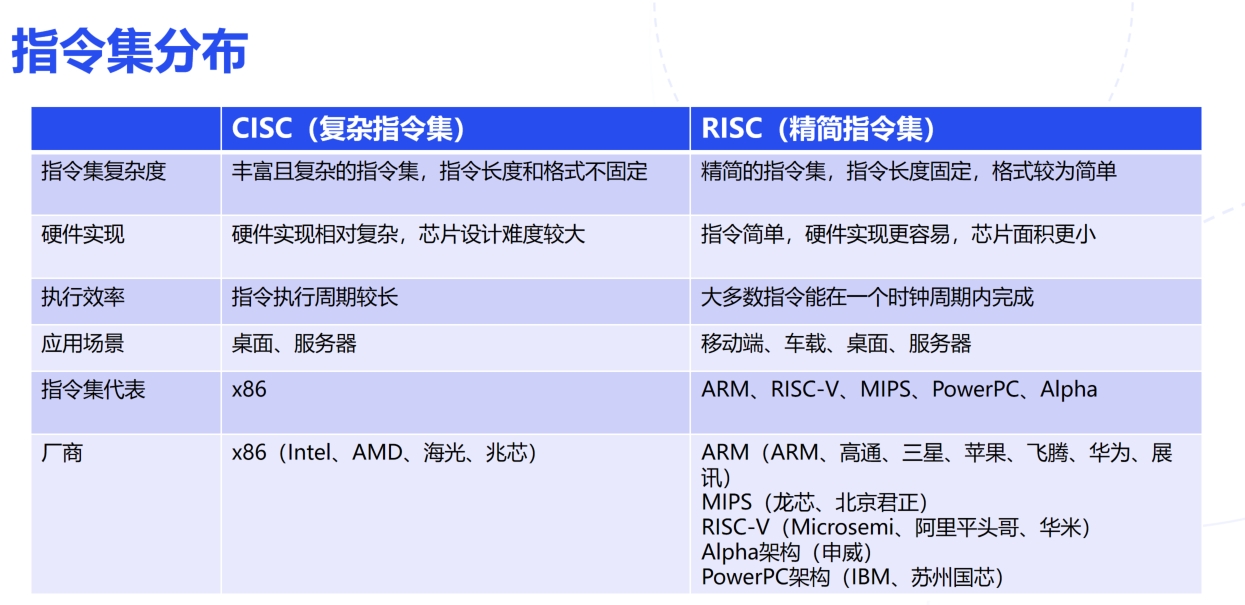 指令集分布
CISC（复杂指令集）
RISC（精简指令集）
指令集复杂度
丰富且复杂的指令集，指令长度和格式不固定
精简的指令集，指令长度固定，格式较为简单
硬件实现
硬件实现相对复杂，芯片设计难度较大
指令简单，硬件实现更容易，芯片面积更小
执行效率
指令执行周期较长
大多数指令能在一个时钟周期内完成
应用场景
桌面、服务器
移动端、车载、桌面、服务器
指令集代表
x86
ARM、RISC-V、MIPS、PowerPC、Alpha
厂商
x86（Intel、AMD、海光、兆芯）
ARM（ARM、高通、三星、苹果、飞腾、华为、展
讯）
MIPS（龙芯、北京君正）
RISC-V（Microsemi、阿里平头哥、华米）
Alpha架构（申威）
PowerPC架构（IBM、苏州国芯）